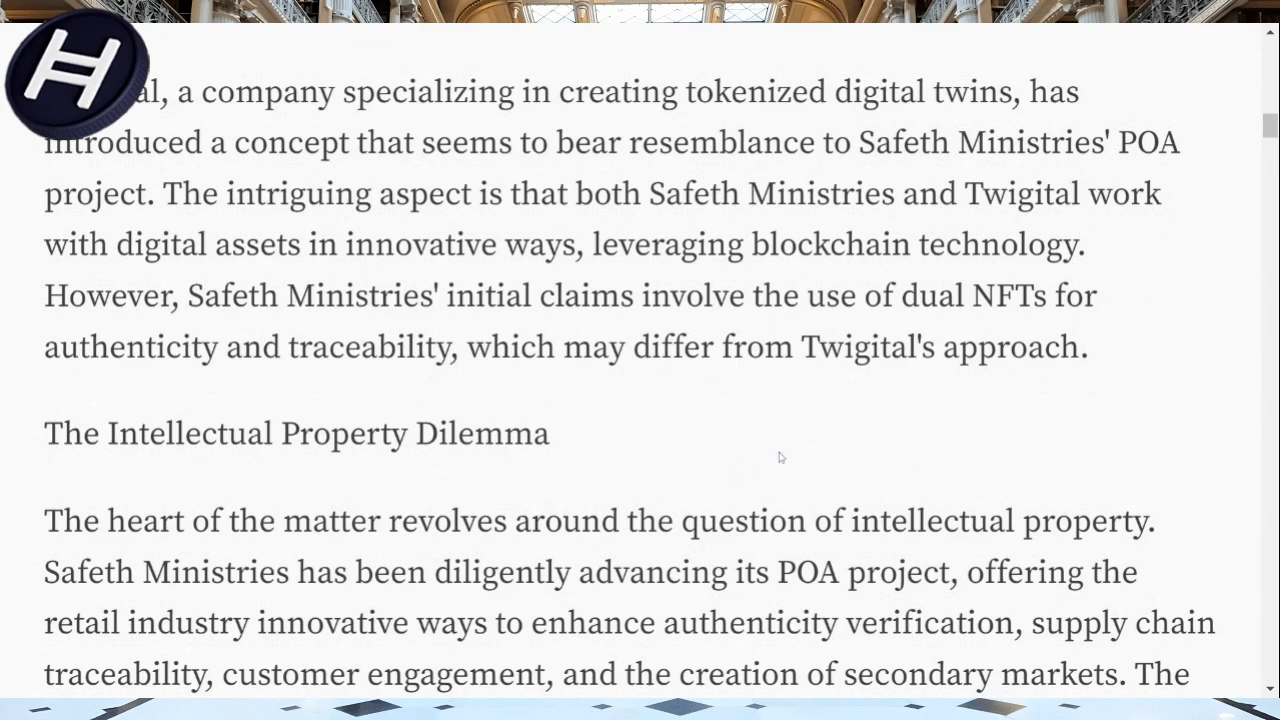 al, a company specializing in creating tokenized digital twins, has
introduced a concept that seems to bear resemblance to Safeth Ministries' POA
project. The intriguing aspect is that both Safeth Ministries and Twigital work
with digital assets in innovative ways, leveraging blockchain technology.
However, Safeth Ministries' initial claims involve the use of dual NFTs for
authenticity and traceability, which may differ from Twigital's approach.
The Intellectual Property Dilemma
The heart of the matter revolves around the question of intellectual property.
Safeth Ministries has been diligently advancing its POA project, offering the
retail industry innovative ways to enhance authenticity verification, supply chain
traceability, customer engagement, and the creation of secondary markets. The